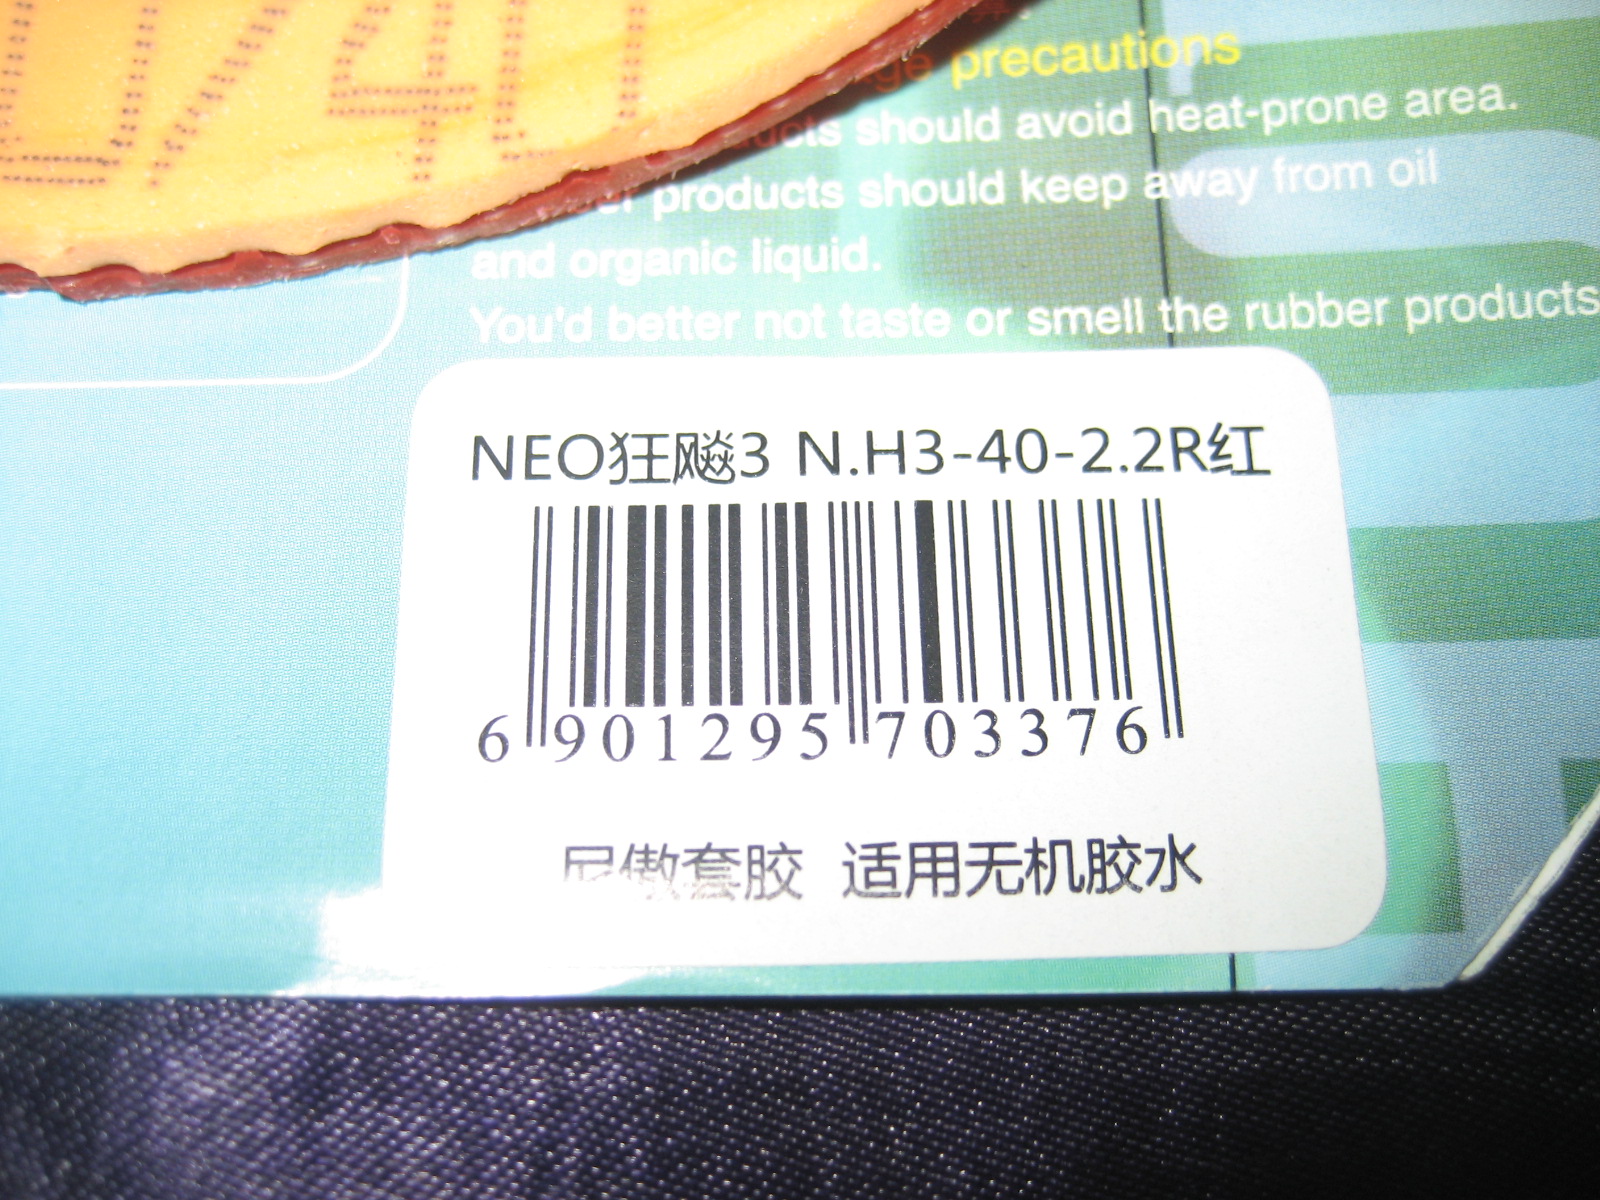 precautions
should avoid heat-prone area.
products should keep away from oil
and organic liquid.
You'd better not taste or smell the rubber products
NEO狂飚3 N.H3-40-2.2R红
6 901295 703376
尼傲套胶 适用无机胶水